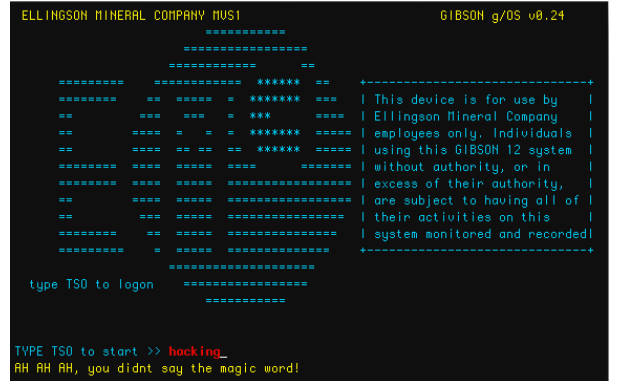 ELLINGSON MINERAL COMPANY MVS1
GIBSON g/OS v0.24
This device is for use by
Ellingson Mineral Company
employees only. Individuals
using this GIBSON 12 system
without authority, or in
excess of their authority,
are subject to having all of
their activities on this
system monitored and recorded
type TSO to logon
TYPE TSO to start >> hacking_
AH AH AH, you didnt say the magic word!